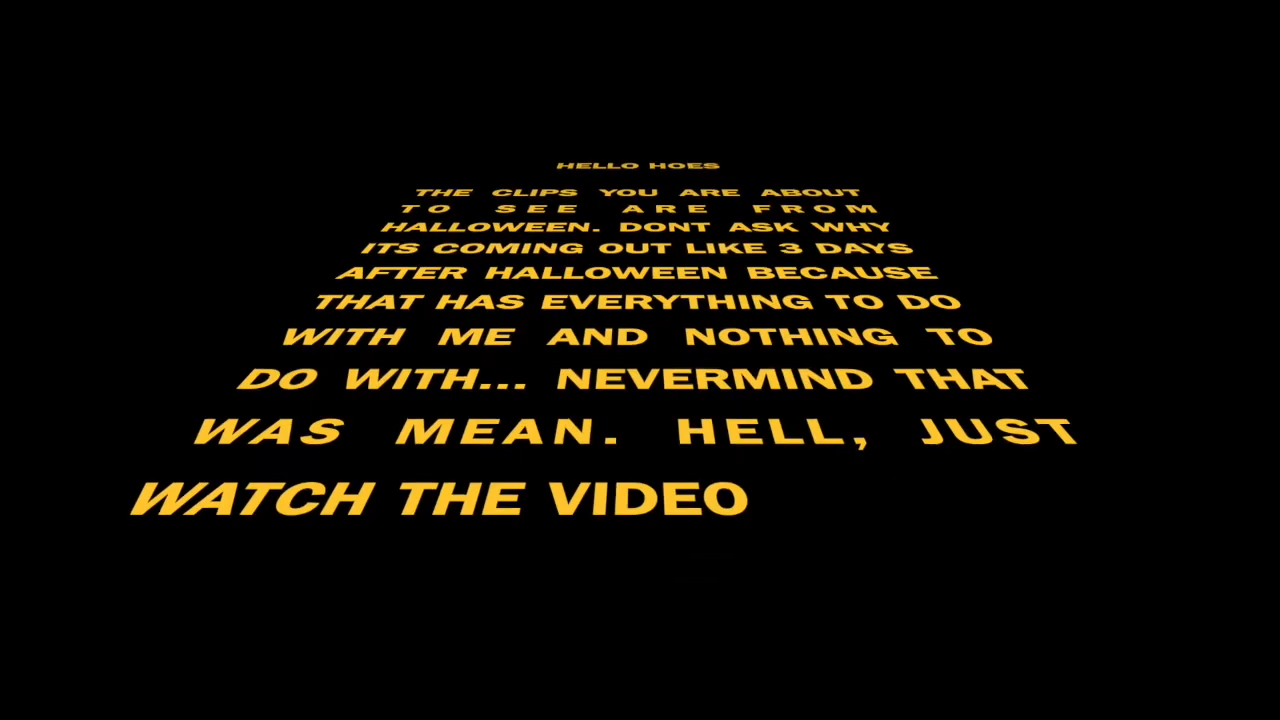 HELLO HOES
THE CLIPS YOU ARE ABOUT
TO SEE ARE FROM
HALLOWEEN. DONT ASK WHY
ITS COMING OUT LIKE 3 DAYS
AFTER HALLOWEEN BECAUSE
THAT HAS EVERYTHING TO DO
WITH ME AND NOTHING TO
DO WITH... NEVERMIND THAT
WAS MEAN. HELL, JUST
WATCH THE VIDEO